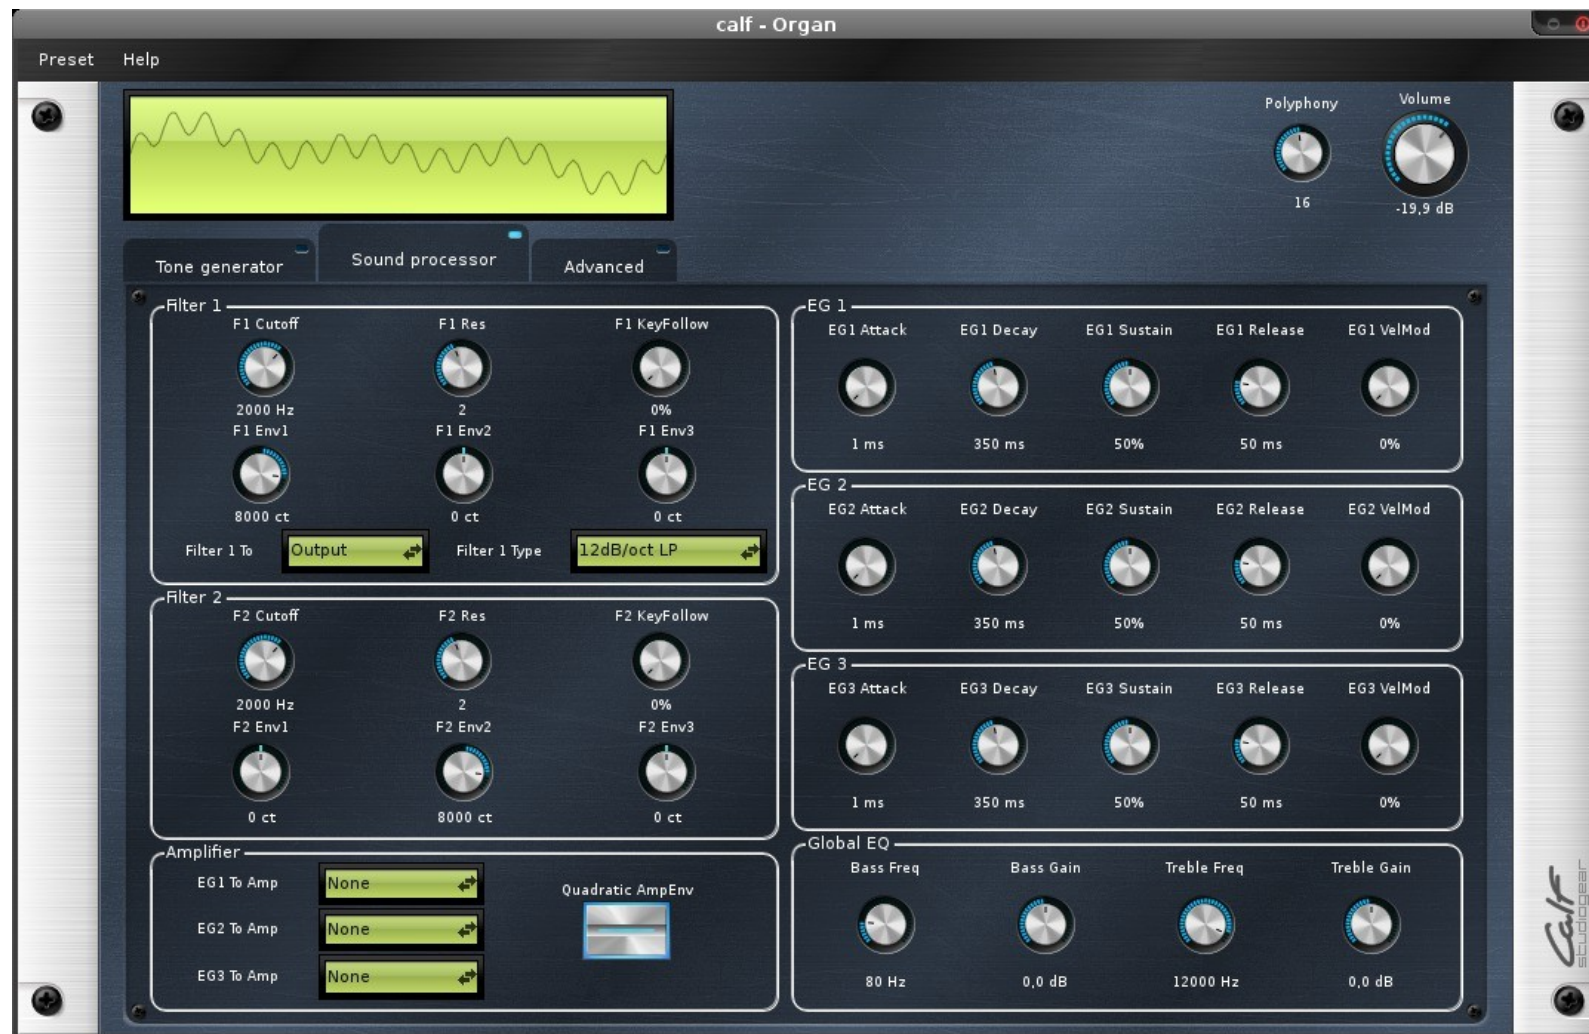 calf - Organ
Preset Help
Polyphony Volume
16 -19,9 dB
Tone generator Sound processor Advanced
Filter 1
F1 Cutoff F1 Res F1 KeyFollow
2000 Hz 2 0%
F1 Env1 F1 Env2 F1 Env3
8000 ct 0 ct 0 ct
Filter 1 To Output Filter 1 Type 12dB/oct LP
Filter 2
F2 Cutoff F2 Res F2 KeyFollow
2000 Hz 2 0%
F2 Env1 F2 Env2 F2 Env3
0 ct 8000 ct 0 ct
Amplifier
EG1 To Amp None
Quadratic AmpEnv
EG2 To Amp None
EG3 To Amp None
EG 1
EG1 Attack EG1 Decay EG1 Sustain EG1 Release EG1 VelMod
1 ms 350 ms 50% 50 ms 0%
EG 2
EG2 Attack EG2 Decay EG2 Sustain EG2 Release EG2 VelMod
1 ms 350 ms 50% 50 ms 0%
EG 3
EG3 Attack EG3 Decay EG3 Sustain EG3 Release EG3 VelMod
1 ms 350 ms 50% 50 ms 0%
Global EQ
Bass Freq Bass Gain Treble Freq Treble Gain
80 Hz 0,0 dB 12000 Hz 0,0 dB
Calf
studiogear